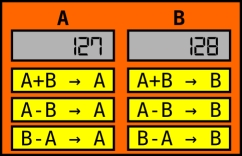 A B
127 128
A+B → A A+B → B
A-B → A A-B → B
B-A → A B-A → B